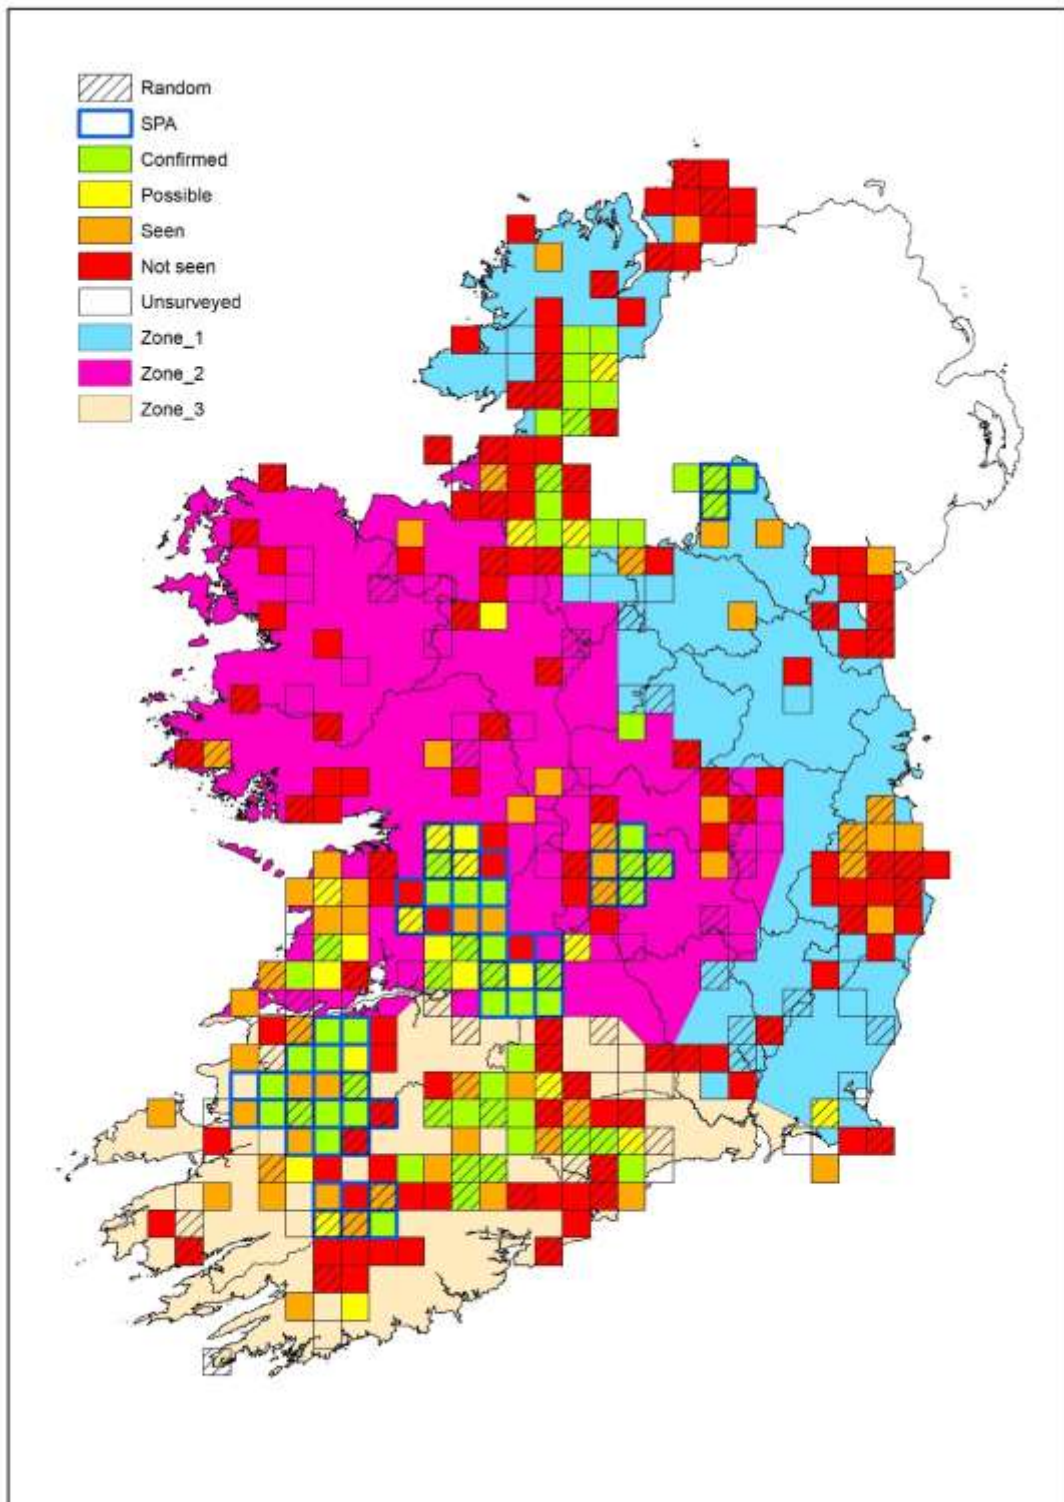 Random
SPA
Confirmed
Possible
Seen
Not seen
Unsurveyed
Zone_1
Zone_2
Zone_3